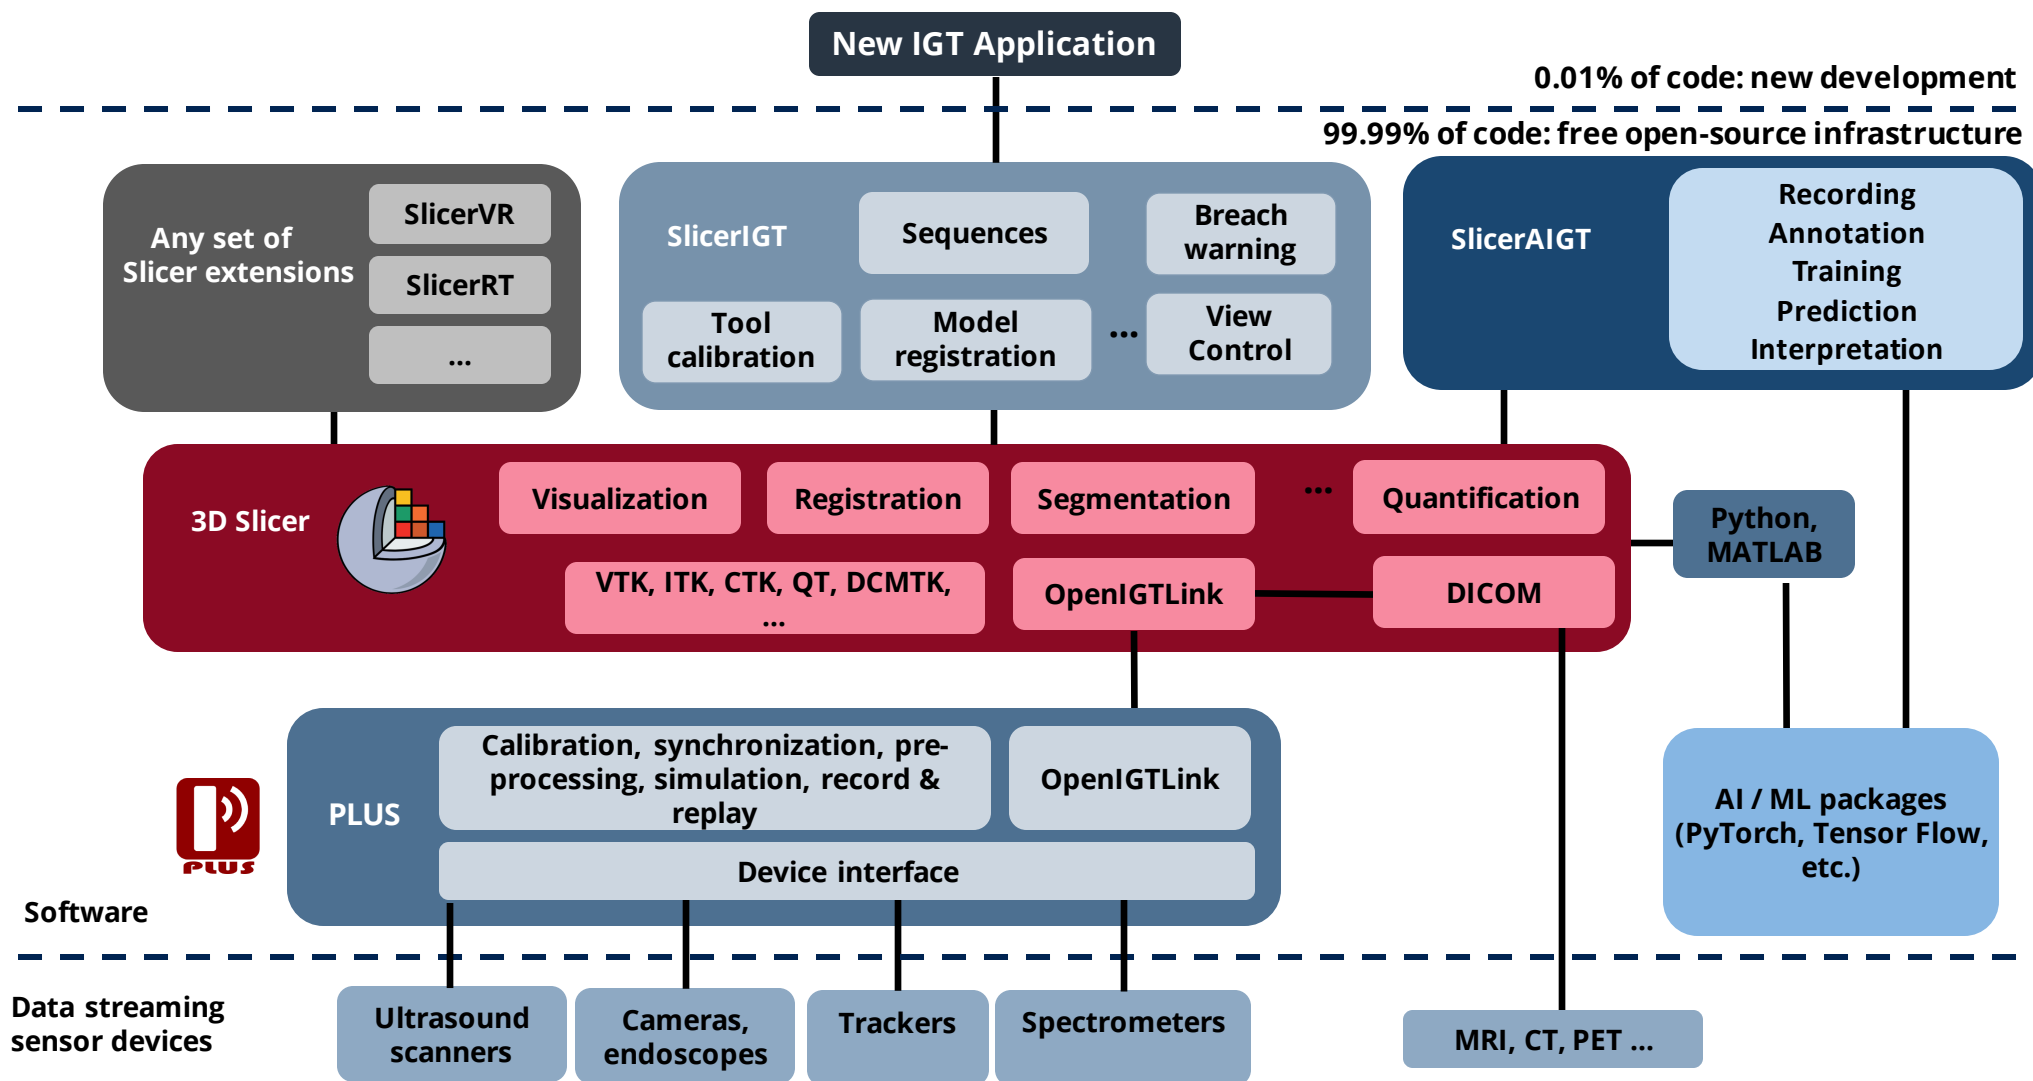 New IGT Application
0.01% of code: new development
99.99% of code: free open-source infrastructure
Any set of
Slicer extensions
SlicerVR
SlicerRT
...
SlicerIGT
Sequences
Breach
warning
Tool
calibration
Model
registration
...
View
Control
SlicerAIGT
Recording
Annotation
Training
Prediction
Interpretation
3D Slicer
Visualization
Registration
Segmentation
...
Quantification
VTK, ITK, CTK, QT, DCMTK,
...
OpenIGTLink
DICOM
Python,
MATLAB
PLUS
PLUS
Calibration, synchronization, pre-
processing, simulation, record &
replay
OpenIGTLink
Device interface
AI / ML packages
(PyTorch, Tensor Flow,
etc.)
Software
Data streaming
sensor devices
Ultrasound
scanners
Cameras,
endoscopes
Trackers
Spectrometers
MRI, CT, PET ...